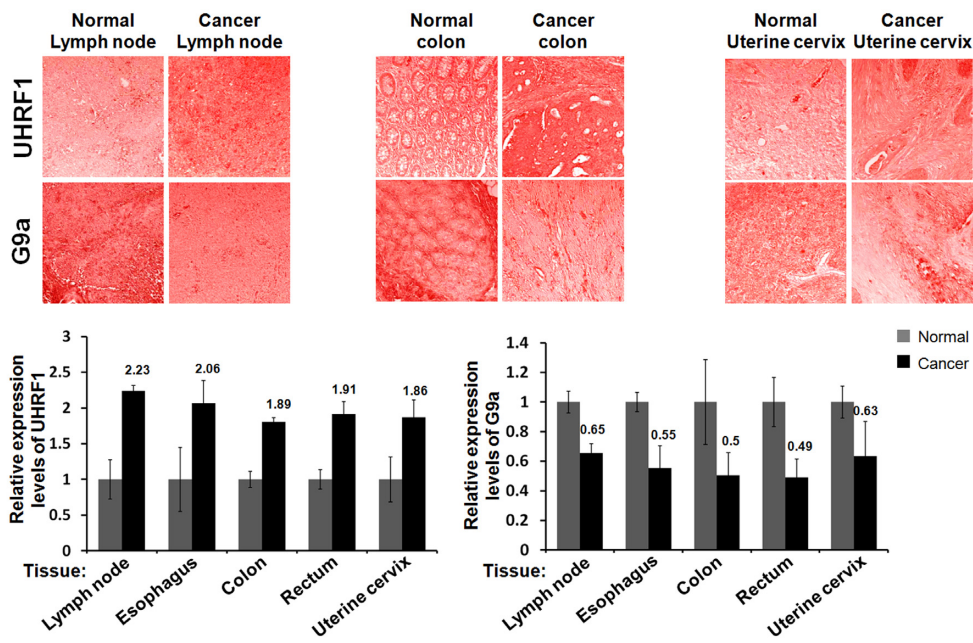 Normal
Lymph node
Cancer
Lymph node
Normal
colon
Cancer
colon
Normal
Uterine cervix
Cancer
Uterine cervix
UHRF1
G9a
Relative expression
levels of UHRF1
3
2.5
2
1.5
1
0.5
0
2.23
2.06
1.89
1.91
1.86
Tissue:
Lymph node
Esophagus
Colon
Rectum
Uterine cervix
Relative expression
levels of G9a
1.4
1.2
1
0.8
0.6
0.4
0.2
0
0.65
0.55
0.5
0.49
0.63
Normal
Cancer
Tissue:
Lymph node
Esophagus
Colon
Rectum
Uterine cervix